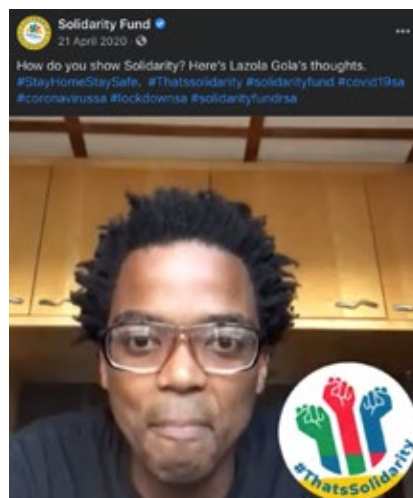 Solidarity Fund
21 April 2020
How do you show Solidarity? Here's Lazola Gola's thoughts.
#StayHomeStaySafe. #Thatssolidarity #solidarityfund #covid19sa
#coronavirussa #lockdownsa #solidarityfundrsa
#ThatsSolidarity